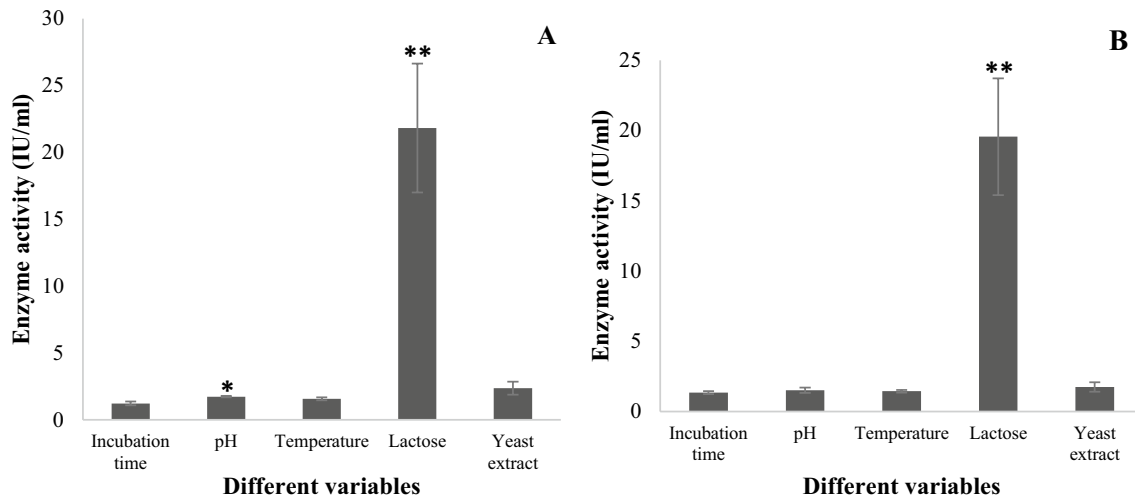 A
Enzyme activity (IU/ml)
30
25
20
15
10
5
0
**
*
Incubation
time
pH
Temperature
Lactose
Yeast
extract
Different variables
B
Enzyme activity (IU/ml)
25
20
15
10
5
0
**
Incubation
time
pH
Temperature
Lactose
Yeast
extract
Different variables